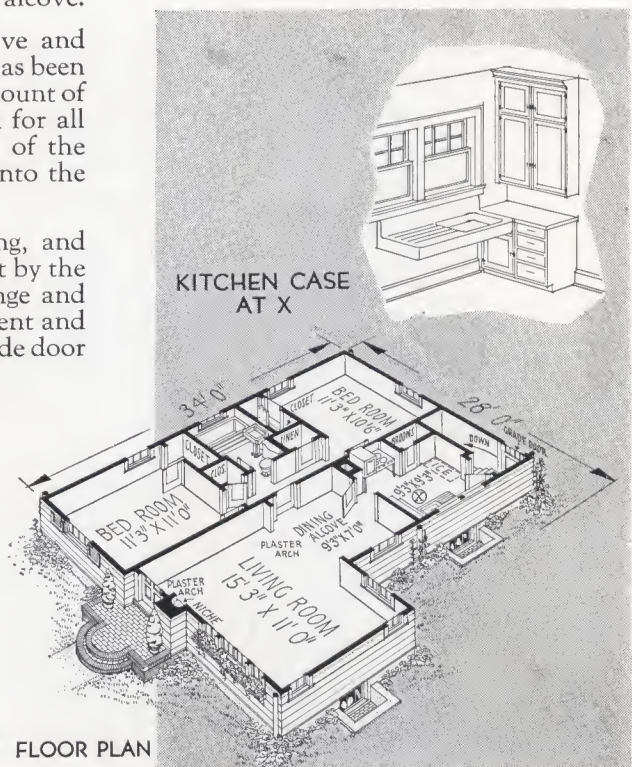 alcove.
ve and
as been
ount of
for all
of the
nto the
ng, and
t by the
nge and
ent and
de door
KITCHEN CASE
AT X
34' 0"
28' 0"
CLOSET
BED ROOM
11'3" X 10'6"
LINEN
CLOSET
CLOS.
BROOMS
DOWN
GRADE DOOR
BED ROOM
11'3" X 11'0"
9'3" X 9'3"
DINING
ALCOVE
9'3" X 7'0"
PLASTER
ARCH
LIVING ROOM
15'3" X 11'0"
PLASTER
ARCH
NICHE
FLOOR PLAN